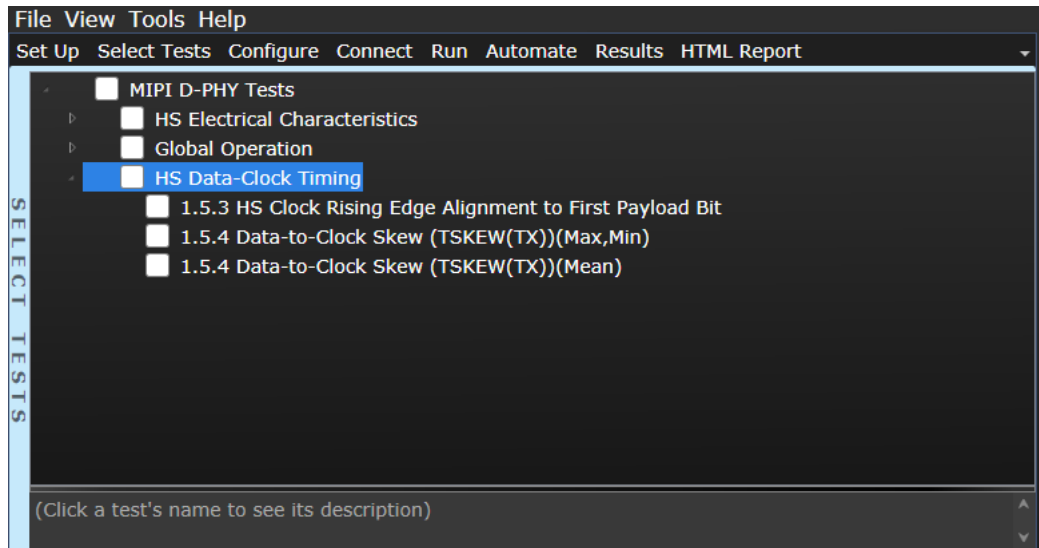 File View Tools Help
Set Up Select Tests Configure Connect Run Automate Results HTML Report
SELECT TESTS
MIPI D-PHY Tests
HS Electrical Characteristics
Global Operation
HS Data-Clock Timing
1.5.3 HS Clock Rising Edge Alignment to First Payload Bit
1.5.4 Data-to-Clock Skew (TSKEW(TX))(Max,Min)
1.5.4 Data-to-Clock Skew (TSKEW(TX))(Mean)
(Click a test's name to see its description)